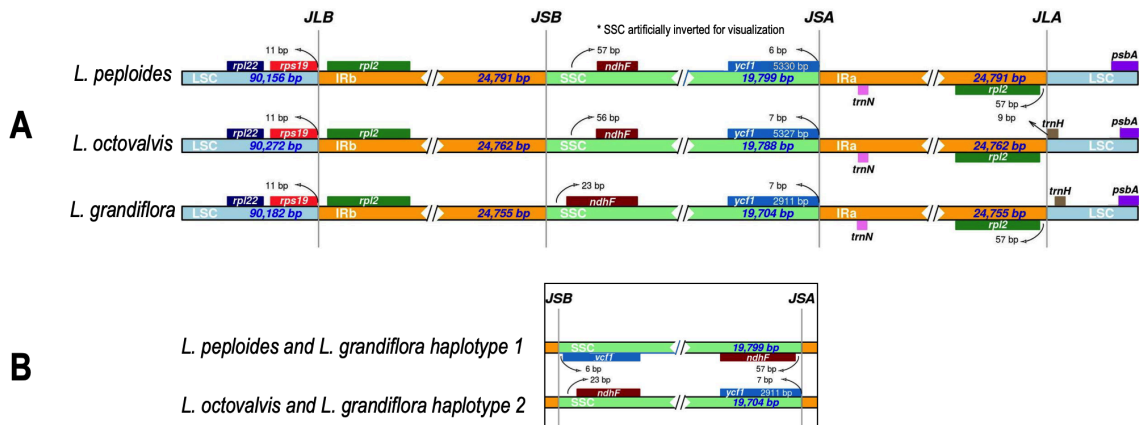 JLB JSB JSA JLA
* SSC artificially inverted for visualization
A
L. peploides
11 bp 57 bp 6 bp psbA
rpl22 rps19 rpl2 ndhF ycf1 5330 bp
LSC 90,156 bp IRb 24,791 bp SSC 19,799 bp IRa 24,791 bp LSC
trnN rpl2
57 bp
L. octovalvis
11 bp 56 bp 7 bp 9 bp trnH psbA
rpl22 rps19 rpl2 ndhF ycf1 5327 bp
LSC 90,272 bp IRb 24,762 bp SSC 19,788 bp IRa 24,762 bp LSC
trnN rpl2
L. grandiflora
11 bp 23 bp 7 bp trnH psbA
rpl22 rps19 rpl2 ndhF ycf1 2911 bp
LSC 90,182 bp IRb 24,755 bp SSC 19,704 bp IRa 24,755 bp LSC
trnN rpl2
57 bp
B
JSB JSA
L. peploides and L. grandiflora haplotype 1
SSC 19,799 bp
ycf1 ndhF
6 bp 57 bp
L. octovalvis and L. grandiflora haplotype 2
23 bp 7 bp
ndhF ycf1 2911 bp
SSC 19,704 bp